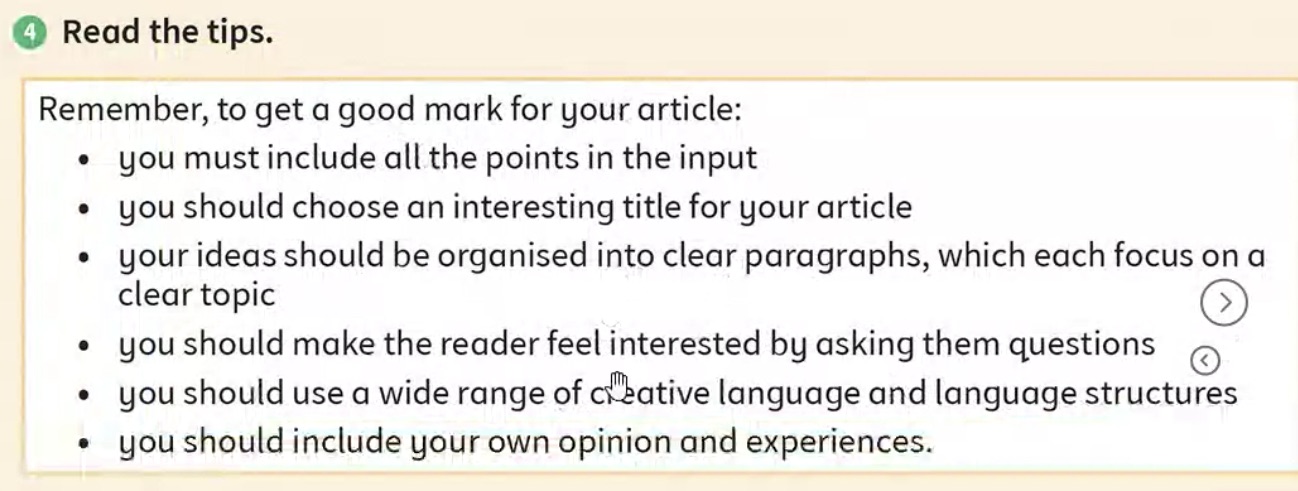 4 Read the tips.
Remember, to get a good mark for your article:
• you must include all the points in the input
• you should choose an interesting title for your article
• your ideas should be organised into clear paragraphs, which each focus on a
clear topic
• you should make the reader feel interested by asking them questions
• you should use a wide range of creative language and language structures
• you should include your own opinion and experiences.